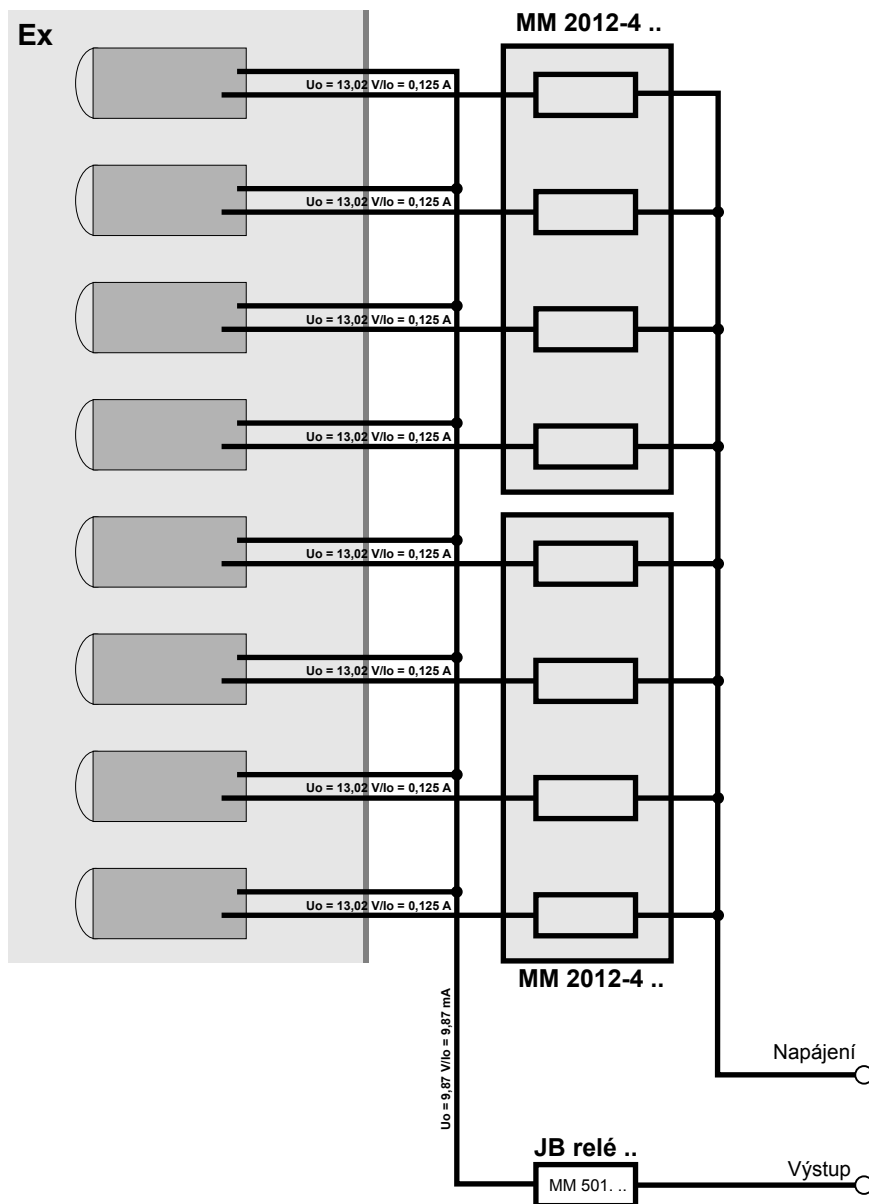 Ex
MM 2012-4 ..
Uo = 13,02 V/Io = 0,125 A
Uo = 13,02 V/Io = 0,125 A
Uo = 13,02 V/Io = 0,125 A
Uo = 13,02 V/Io = 0,125 A
Uo = 13,02 V/Io = 0,125 A
Uo = 13,02 V/Io = 0,125 A
Uo = 13,02 V/Io = 0,125 A
Uo = 13,02 V/Io = 0,125 A
MM 2012-4 ..
Uo = 9,87 V/Io = 9,87 mA
Napájení
JB relé ..
MM 501. ..
Výstup